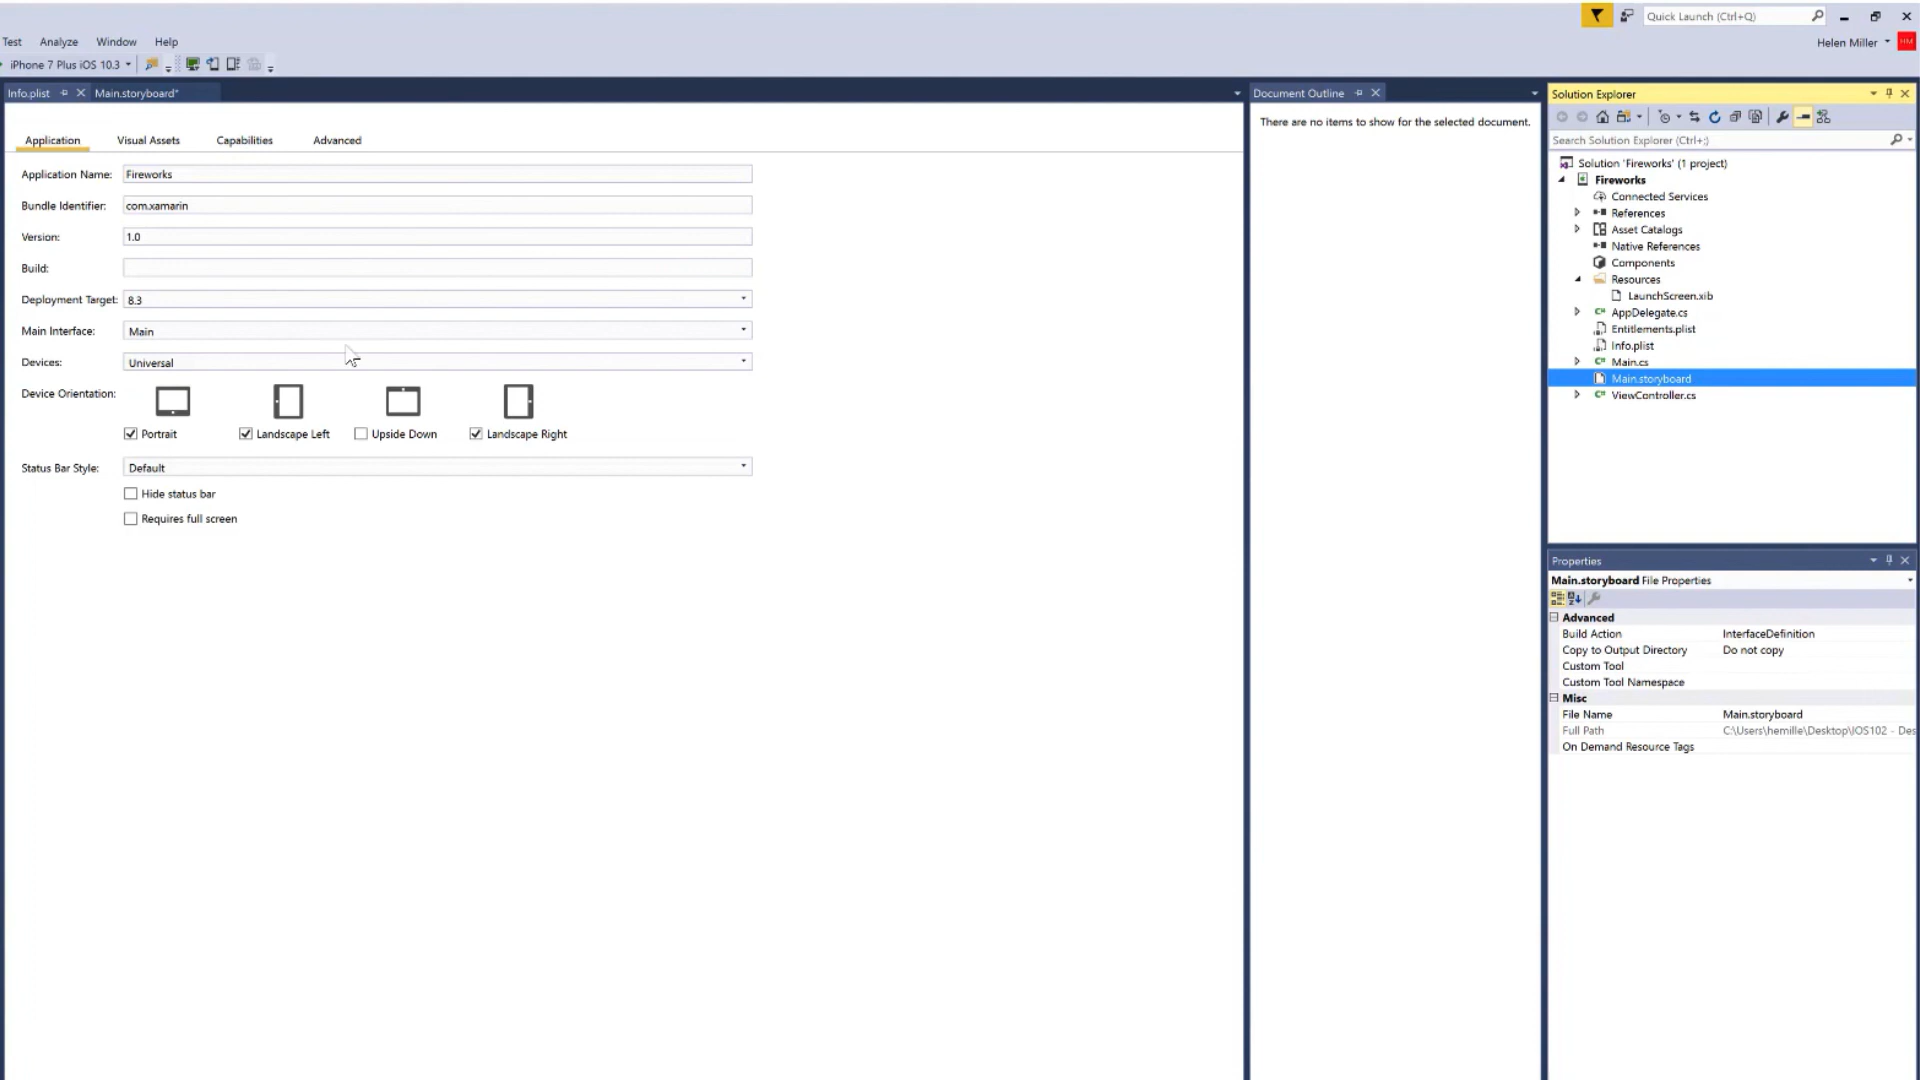 Quick Launch (Ctrl+Q)
Test Analyze Window Help
Helen Miller HM
iPhone 7 Plus iOS 10.3
Info.plist Main.storyboard*
Application Visual Assets Capabilities Advanced
Application Name: Fireworks
Bundle Identifier: com.xamarin
Version: 1.0
Build:
Deployment Target: 8.3
Main Interface: Main
Devices: Universal
Device Orientation:
Portrait Landscape Left Upside Down Landscape Right
Status Bar Style: Default
Hide status bar
Requires full screen
Document Outline
There are no items to show for the selected document.
Solution Explorer
Search Solution Explorer (Ctrl+;)
Solution 'Fireworks' (1 project)
Fireworks
Connected Services
References
Asset Catalogs
Native References
Components
Resources
LaunchScreen.xib
AppDelegate.cs
Entitlements.plist
Info.plist
Main.cs
Main.storyboard
ViewController.cs
Properties
Main.storyboard File Properties
Advanced
Build Action InterfaceDefinition
Copy to Output Directory Do not copy
Custom Tool
Custom Tool Namespace
Misc
File Name Main.storyboard
Full Path C:\Users\hemille\Desktop\IOS102 - Des
On Demand Resource Tags